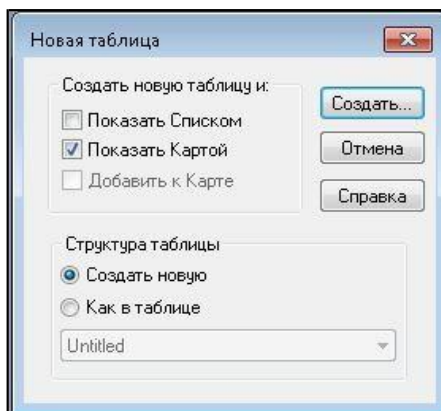 Новая таблица
Создать новую таблицу и:
Показать Списком
Показать Картой
Добавить к Карте
Создать...
Отмена
Справка
Структура таблицы
Создать новую
Как в таблице
Untitled